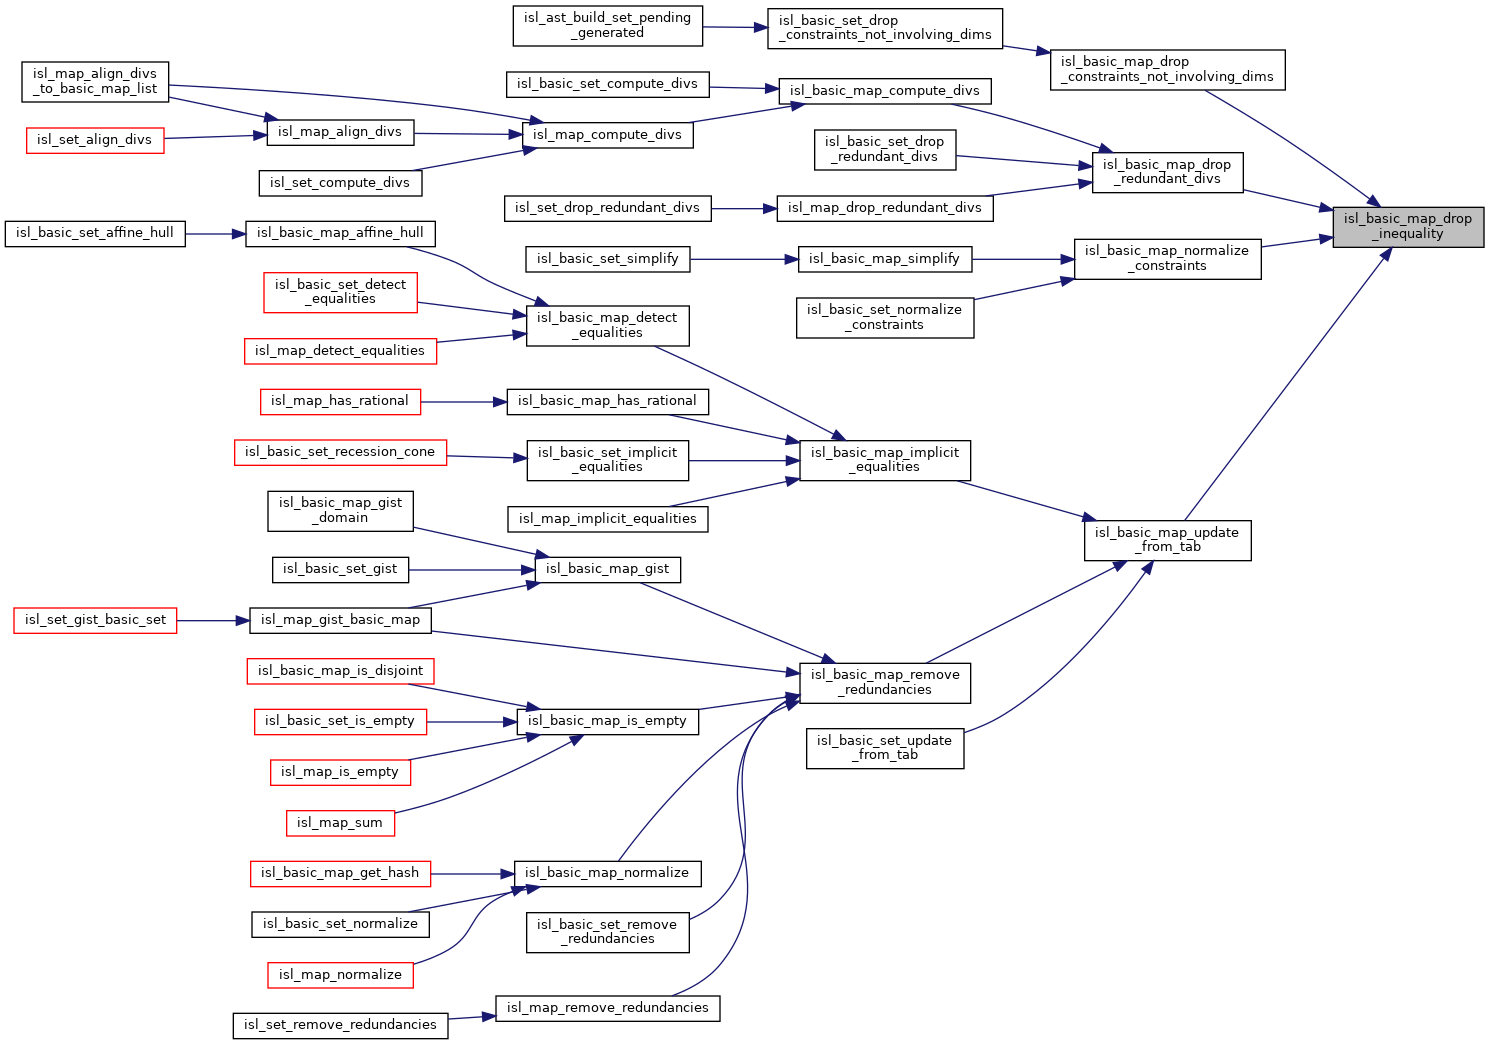 isl_ast_build_set_pending
_generated
isl_basic_set_drop
_constraints_not_involving_dims
isl_basic_map_drop
_constraints_not_involving_dims
isl_map_align_divs
_to_basic_map_list
isl_basic_set_compute_divs
isl_basic_map_compute_divs
isl_set_align_divs
isl_map_align_divs
isl_map_compute_divs
isl_basic_set_drop
_redundant_divs
isl_basic_map_drop
_redundant_divs
isl_set_compute_divs
isl_set_drop_redundant_divs
isl_map_drop_redundant_divs
isl_basic_map_drop
_inequality
isl_basic_set_affine_hull
isl_basic_map_affine_hull
isl_basic_set_simplify
isl_basic_map_simplify
isl_basic_map_normalize
_constraints
isl_basic_set_detect
_equalities
isl_basic_set_normalize
_constraints
isl_basic_map_detect
_equalities
isl_map_detect_equalities
isl_map_has_rational
isl_basic_map_has_rational
isl_basic_set_recession_cone
isl_basic_set_implicit
_equalities
isl_basic_map_implicit
_equalities
isl_basic_map_gist
_domain
isl_map_implicit_equalities
isl_basic_map_update
_from_tab
isl_basic_set_gist
isl_basic_map_gist
isl_set_gist_basic_set
isl_map_gist_basic_map
isl_basic_map_is_disjoint
isl_basic_map_remove
_redundancies
isl_basic_set_is_empty
isl_basic_map_is_empty
isl_basic_set_update
_from_tab
isl_map_is_empty
isl_map_sum
isl_basic_map_get_hash
isl_basic_map_normalize
isl_basic_set_normalize
isl_basic_set_remove
_redundancies
isl_map_normalize
isl_map_remove_redundancies
isl_set_remove_redundancies